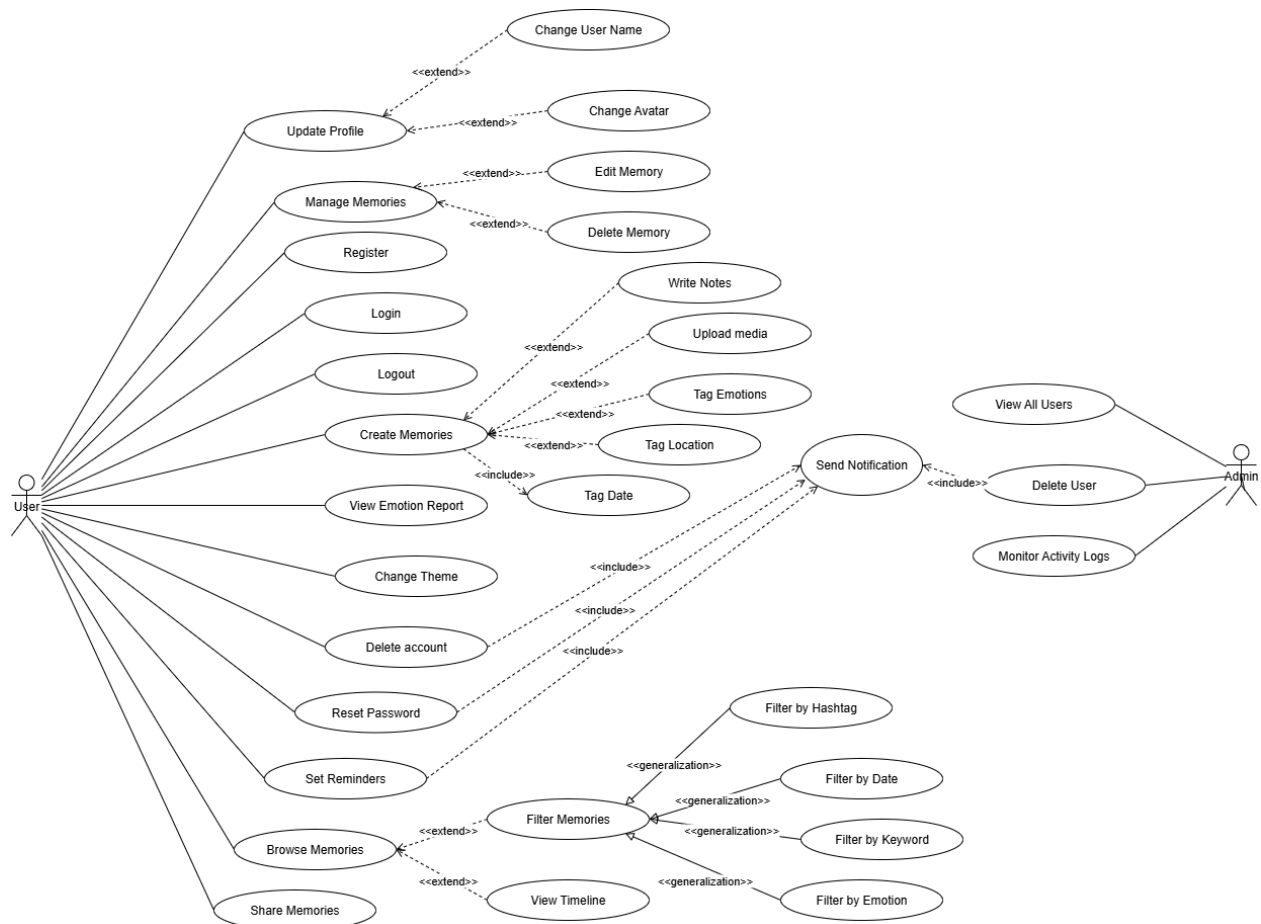 Change User Name
<<extend>>
Change Avatar
<<extend>>
Update Profile
Edit Memory
<<extend>>
Manage Memories
<<extend>>
Delete Memory
Register
Write Notes
Login
Upload media
<<extend>>
Logout
<<extend>>
Tag Emotions
View All Users
<<extend>>
Create Memories
<<extend>>
Tag Location
Send Notification
<<include>>
Tag Date
<<include>>
Delete User
Admin
User
View Emotion Report
Monitor Activity Logs
Change Theme
<<include>>
<<include>>
Delete account
<<include>>
Reset Password
Filter by Hashtag
<<generalization>>
Set Reminders
Filter by Date
<<generalization>>
Filter Memories
<<extend>>
<<generalization>>
Filter by Keyword
Browse Memories
<<extend>>
<<generalization>>
View Timeline
Filter by Emotion
Share Memories